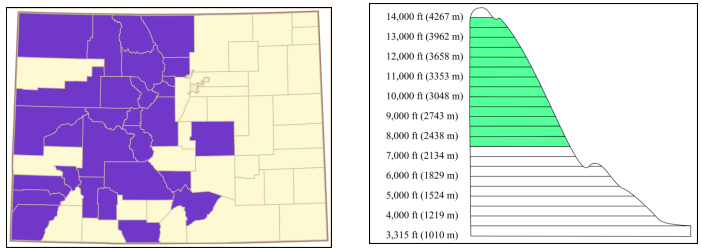 14,000 ft (4267 m)
13,000 ft (3962 m)
12,000 ft (3658 m)
11,000 ft (3353 m)
10,000 ft (3048 m)
9,000 ft (2743 m)
8,000 ft (2438 m)
7,000 ft (2134 m)
6,000 ft (1829 m)
5,000 ft (1524 m)
4,000 ft (1219 m)
3,315 ft (1010 m)